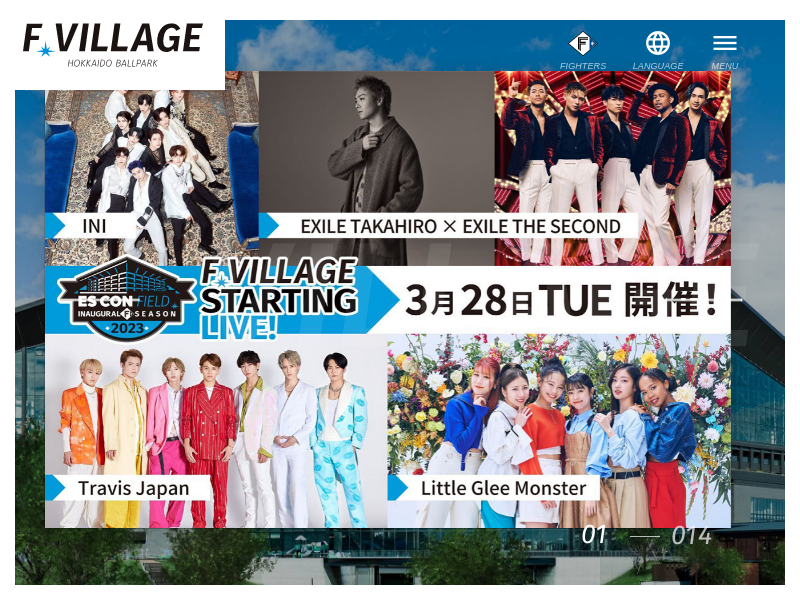 F VILLAGE
HOKKAIDO BALLPARK
FIGHTERS
LANGUAGE
MENU
INI
EXILE TAKAHIRO × EXILE THE SECOND
ES CON FIELD
INAUGURAL F SEASON
2023
F VILLAGE
STARTING
LIVE!
3月28日TUE 開催!
Travis Japan
Little Glee Monster
01
014